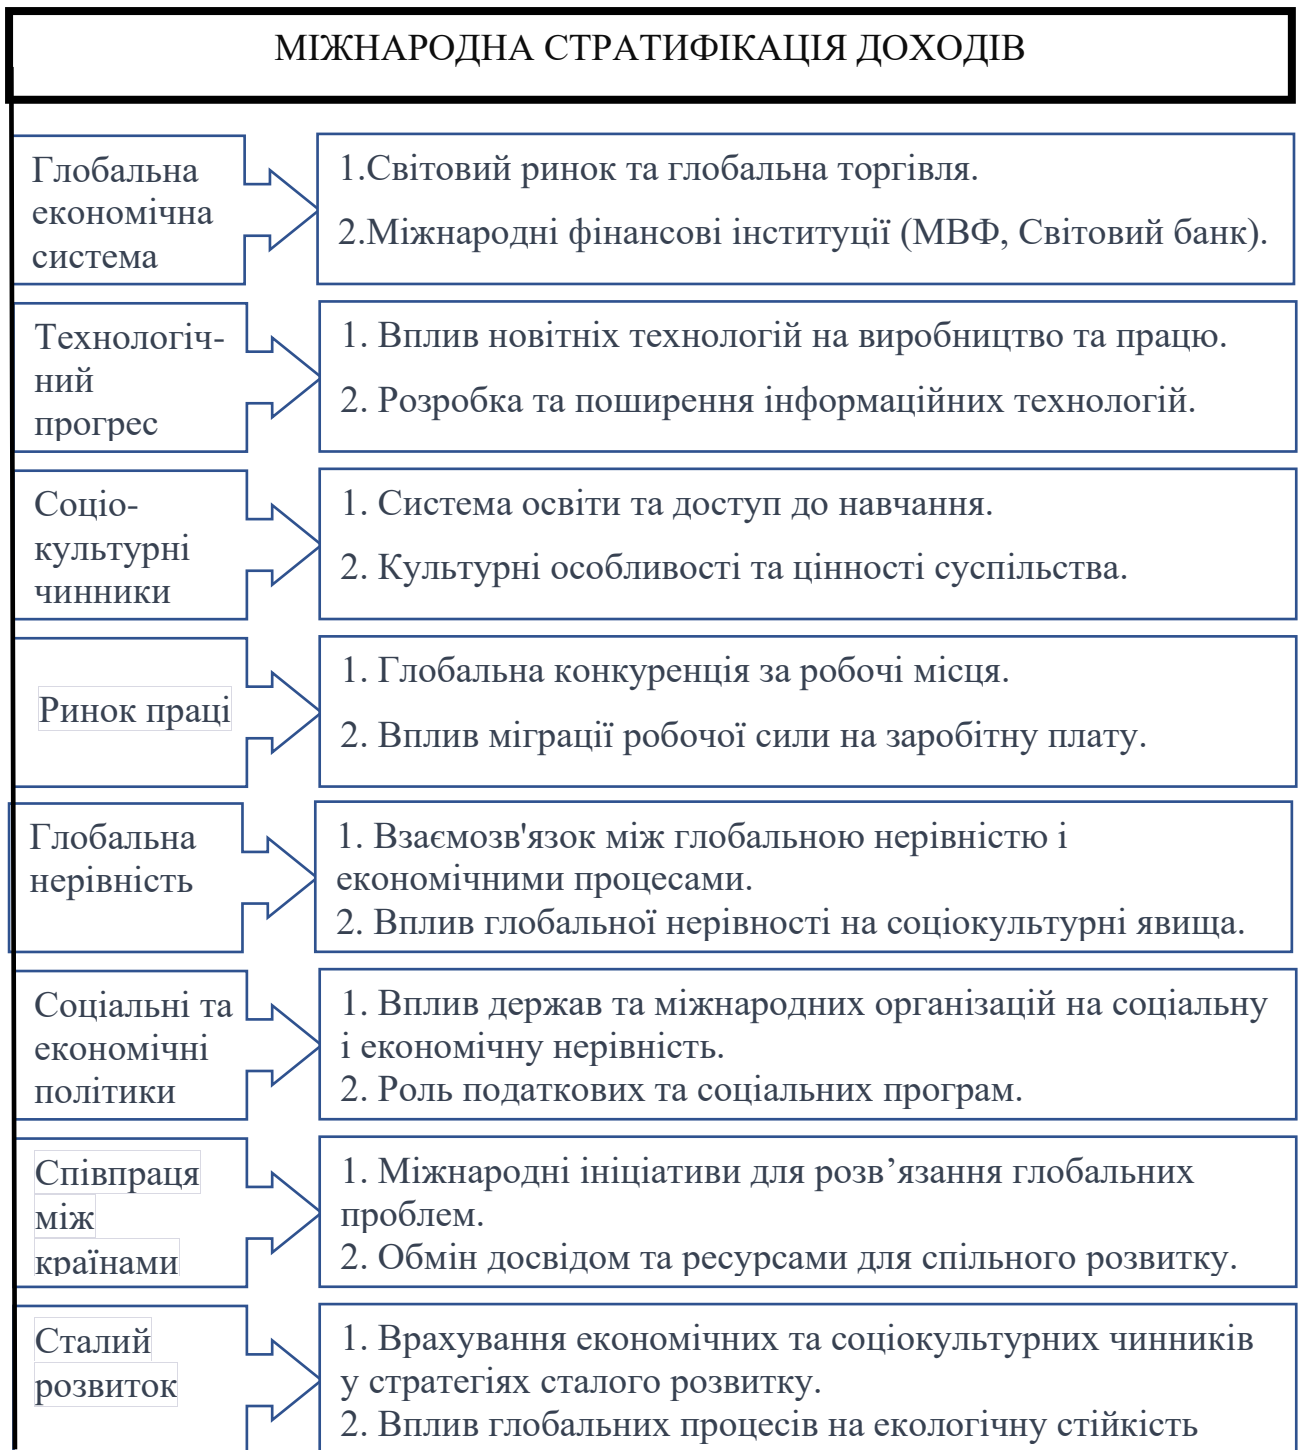 МІЖНАРОДНА СТРАТИФІКАЦІЯ ДОХОДІВ
Глобальна
економічна
система
1.Світовий ринок та глобальна торгівля.
2.Міжнародні фінансові інституції (МВФ, Світовий банк).
Технологіч-
ний
прогрес
1. Вплив новітніх технологій на виробництво та працю.
2. Розробка та поширення інформаційних технологій.
Соціо-
культурні
чинники
1. Система освіти та доступ до навчання.
2. Культурні особливості та цінності суспільства.
Ринок праці
1. Глобальна конкуренція за робочі місця.
2. Вплив міграції робочої сили на заробітну плату.
Глобальна
нерівність
1. Взаємозв'язок між глобальною нерівністю і
економічними процесами.
2. Вплив глобальної нерівності на соціокультурні явища.
Соціальні та
економічні
політики
1. Вплив держав та міжнародних організацій на соціальну
і економічну нерівність.
2. Роль податкових та соціальних програм.
Співпраця
між
країнами
1. Міжнародні ініціативи для розв’язання глобальних
проблем.
2. Обмін досвідом та ресурсами для спільного розвитку.
Сталий
розвиток
1. Врахування економічних та соціокультурних чинників
у стратегіях сталого розвитку.
2. Вплив глобальних процесів на екологічну стійкість